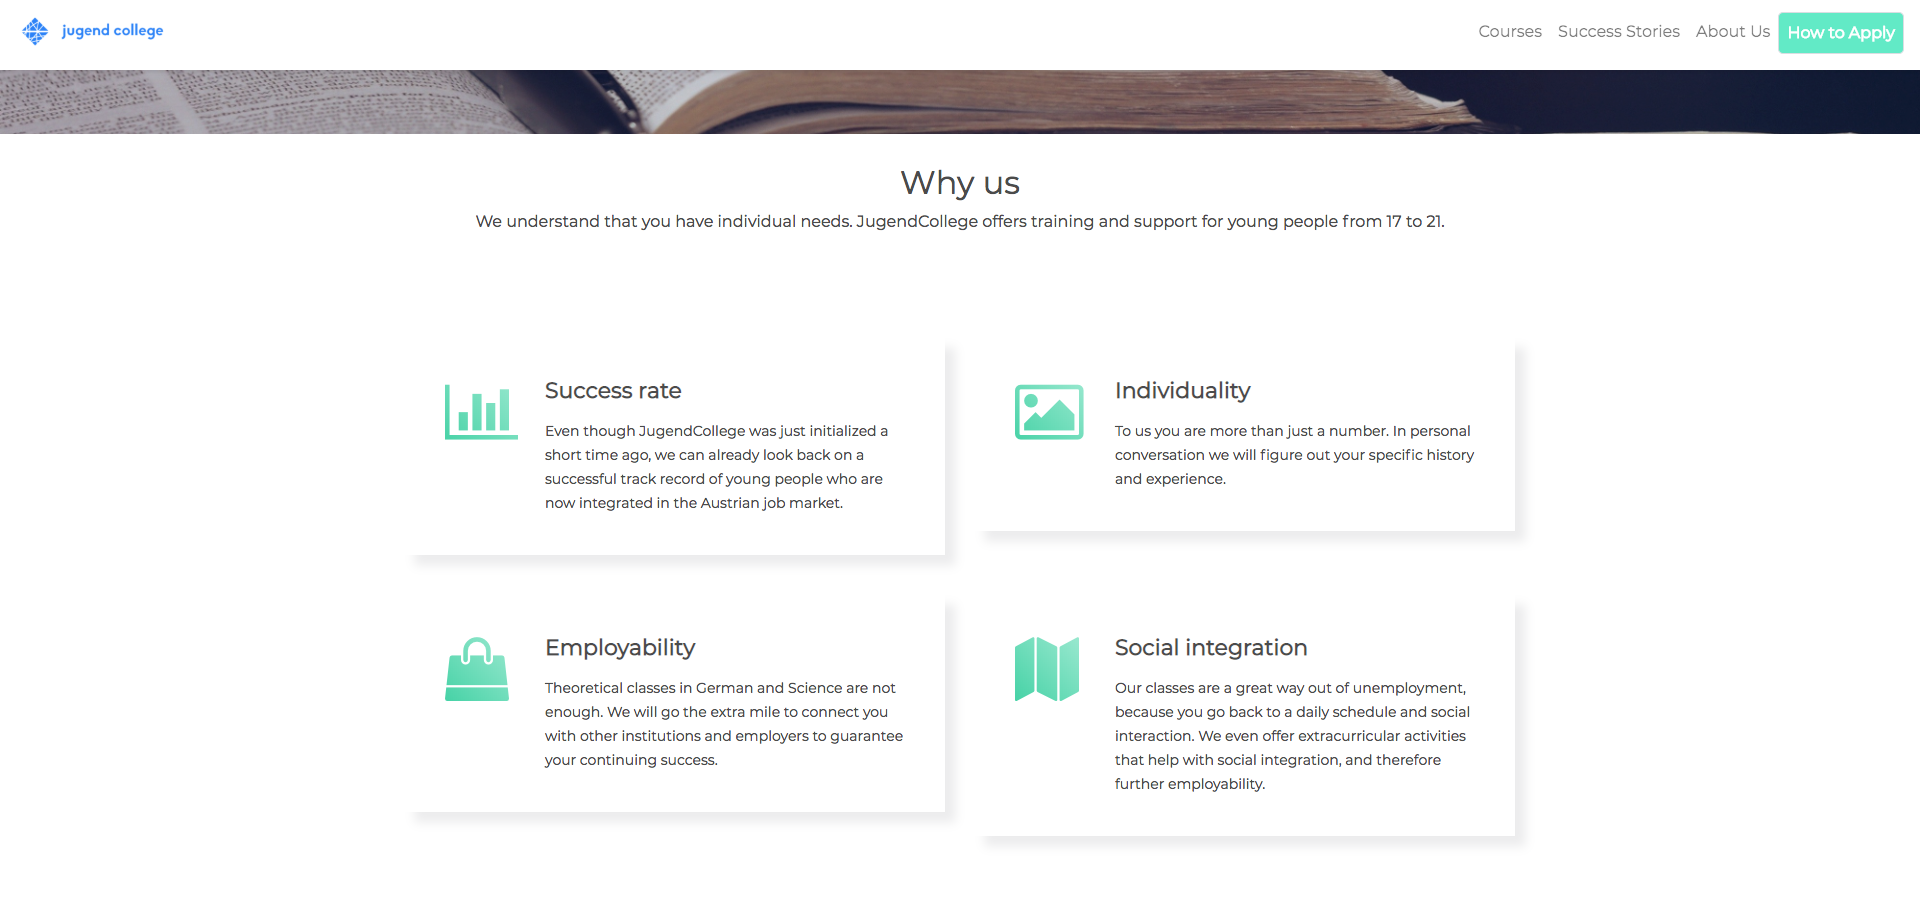 jugend college
Courses Success Stories About Us How to Apply
Why us
We understand that you have individual needs. JugendCollege offers training and support for young people from 17 to 21.
Success rate
Even though JugendCollege was just initialized a
short time ago, we can already look back on a
successful track record of young people who are
now integrated in the Austrian job market.
Individuality
To us you are more than just a number. In personal
conversation we will figure out your specific history
and experience.
Employability
Theoretical classes in German and Science are not
enough. We will go the extra mile to connect you
with other institutions and employers to guarantee
your continuing success.
Social integration
Our classes are a great way out of unemployment,
because you go back to a daily schedule and social
interaction. We even offer extracurricular activities
that help with social integration, and therefore
further employability.